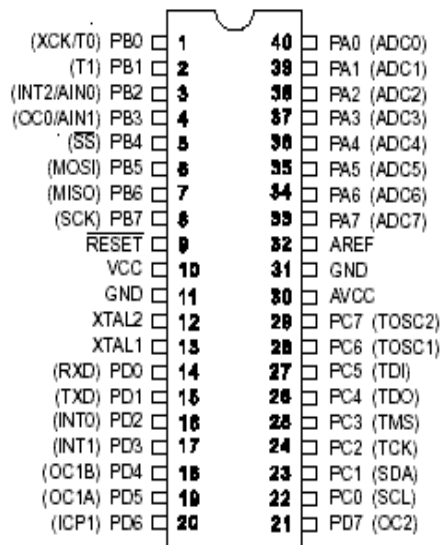 (XCK/T0) PB0 1 40 PA0 (ADC0)
(T1) PB1 2 39 PA1 (ADC1)
(INT2/AIN0) PB2 3 38 PA2 (ADC2)
(OC0/AIN1) PB3 4 37 PA3 (ADC3)
(SS) PB4 5 36 PA4 (ADC4)
(MOSI) PB5 6 35 PA5 (ADC5)
(MISO) PB6 7 34 PA6 (ADC6)
(SCK) PB7 8 33 PA7 (ADC7)
RESET 9 32 AREF
VCC 10 31 GND
GND 11 30 AVCC
XTAL2 12 29 PC7 (TOSC2)
XTAL1 13 28 PC6 (TOSC1)
(RXD) PD0 14 27 PC5 (TDI)
(TXD) PD1 15 26 PC4 (TDO)
(INT0) PD2 16 25 PC3 (TMS)
(INT1) PD3 17 24 PC2 (TCK)
(OC1B) PD4 18 23 PC1 (SDA)
(OC1A) PD5 19 22 PC0 (SCL)
(ICP1) PD6 20 21 PD7 (OC2)